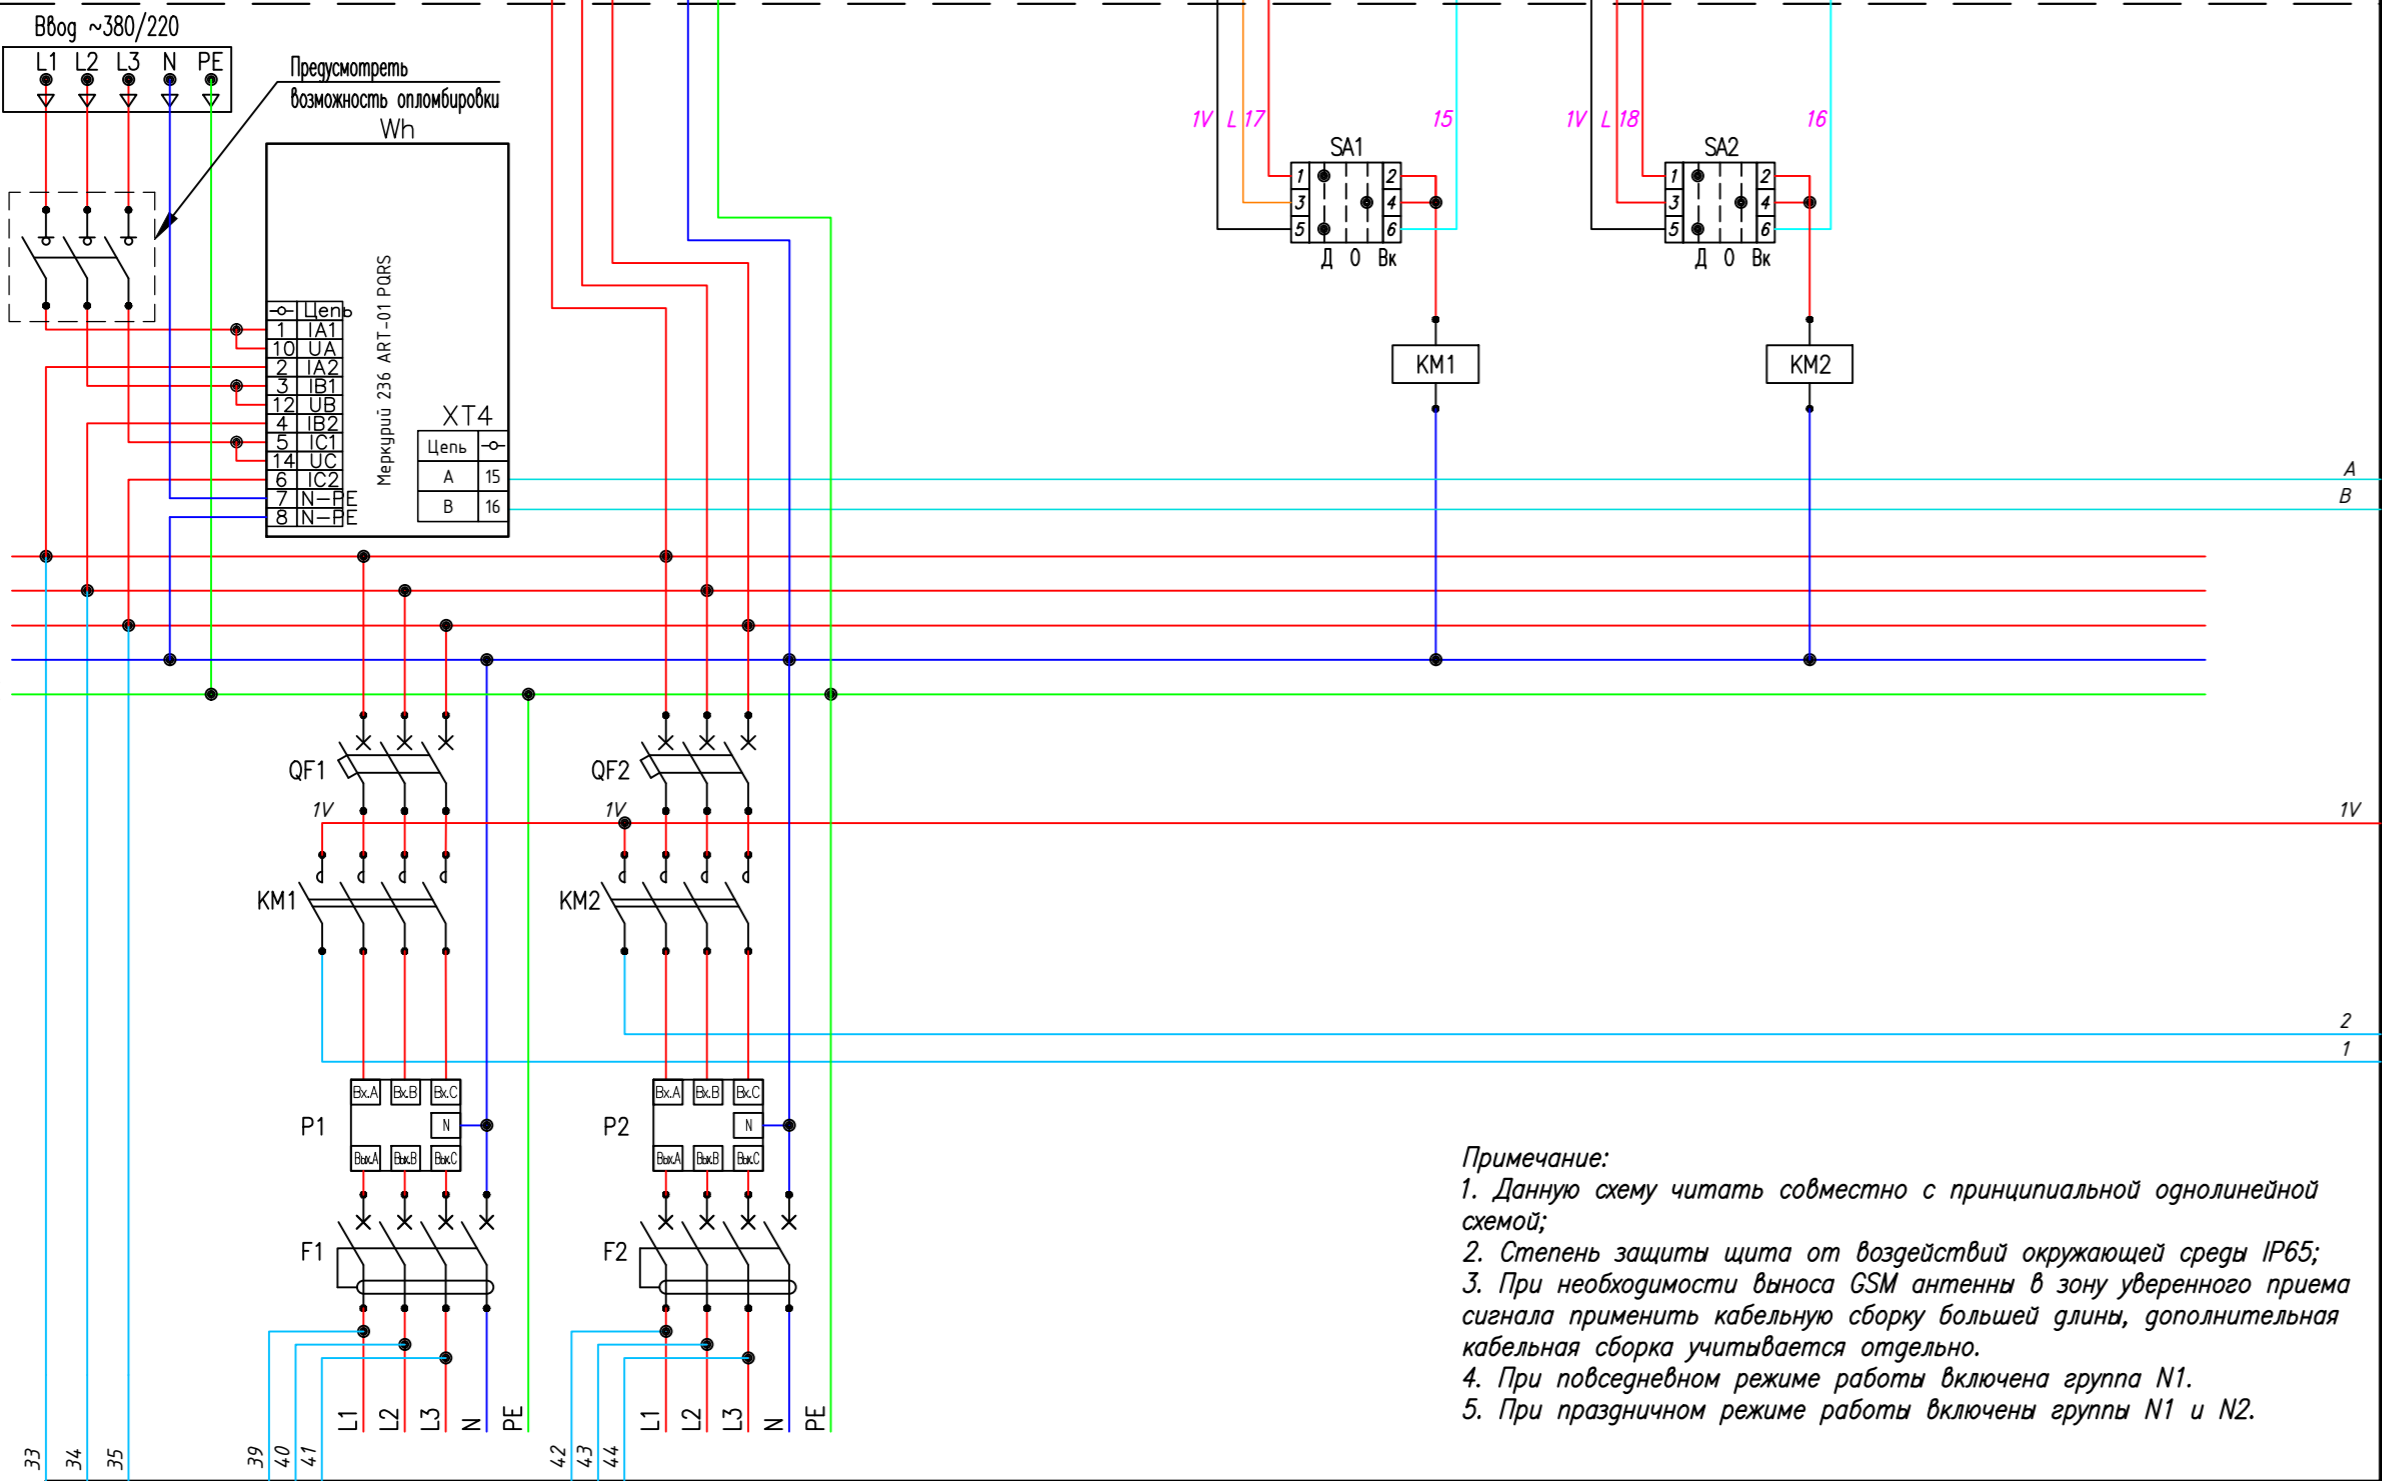 Ввод ~380/220
L1 L2 L3 N PE
Предусмотреть
возможность опломбировки
Wh
Цепь
1 IA1
10 UA
2 IA2
3 IB1
12 UB
4 IB2
5 IC1
14 UC
6 IC2
7 N-PE
8 N-PE
Меркурий 236 ART-01 PQRS
XT4
Цепь
A 15
B 16
1V L 17 15
SA1
1 2
3 4
5 6
Д 0 Вк
KM1
1V L 18 16
SA2
1 2
3 4
5 6
Д 0 Вк
KM2
A
B
QF1
QF2
1V
1V
1V
KM1
KM2
2
1
Вх.А Вх.В Вх.С
P1
N
Вых.А Вых.В Вых.С
Вх.А Вх.В Вх.С
P2
N
Вых.А Вых.В Вых.С
F1
F2
L1 L2 L3 N PE
L1 L2 L3 N PE
33 34 35
39 40 41
42 43 44
Примечание:
1. Данную схему читать совместно с принципиальной однолинейной
схемой;
2. Степень защиты щита от воздействий окружающей среды IP65;
3. При необходимости выноса GSM антенны в зону уверенного приема
сигнала применить кабельную сборку большей длины, дополнительная
кабельная сборка учитывается отдельно.
4. При повседневном режиме работы включена группа N1.
5. При праздничном режиме работы включены группы N1 и N2.